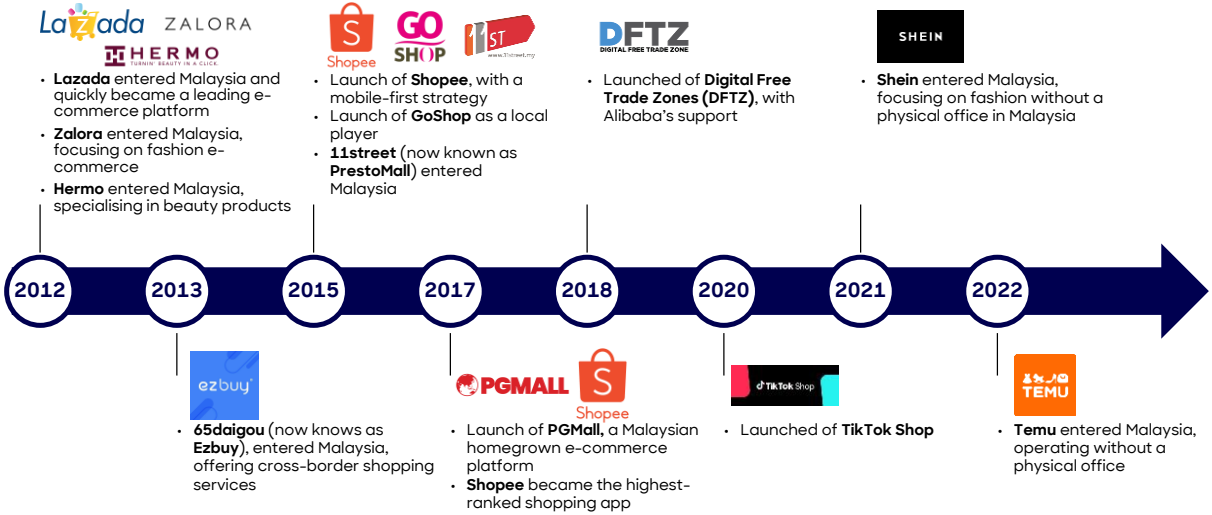 Lazada
ZALORA
HERMO
TURNIN' BEAUTY IN A CLICK.
• Lazada entered Malaysia and
quickly became a leading e-
commerce platform
• Zalora entered Malaysia,
focusing on fashion e-
commerce
• Hermo entered Malaysia,
specialising in beauty products
Shopee
GO
SHOP
11ST
www.11street.my
• Launch of Shopee, with a
mobile-first strategy
• Launch of GoShop as a local
player
• 11street (now known as
PrestoMall) entered
Malaysia
DFTZ
DIGITAL FREE TRADE ZONE
• Launched of Digital Free
Trade Zones (DFTZ), with
Alibaba's support
SHEIN
• Shein entered Malaysia,
focusing on fashion without a
physical office in Malaysia
2012
2013
2015
2017
2018
2020
2021
2022
ezbuy
• 65daigou (now knows as
Ezbuy), entered Malaysia,
offering cross-border shopping
services
PGMALL
Shopee
• Launch of PGMall, a Malaysian
homegrown e-commerce
platform
• Shopee became the highest-
ranked shopping app
TikTok Shop
• Launched of TikTok Shop
TEMU
• Temu entered Malaysia,
operating without a
physical office